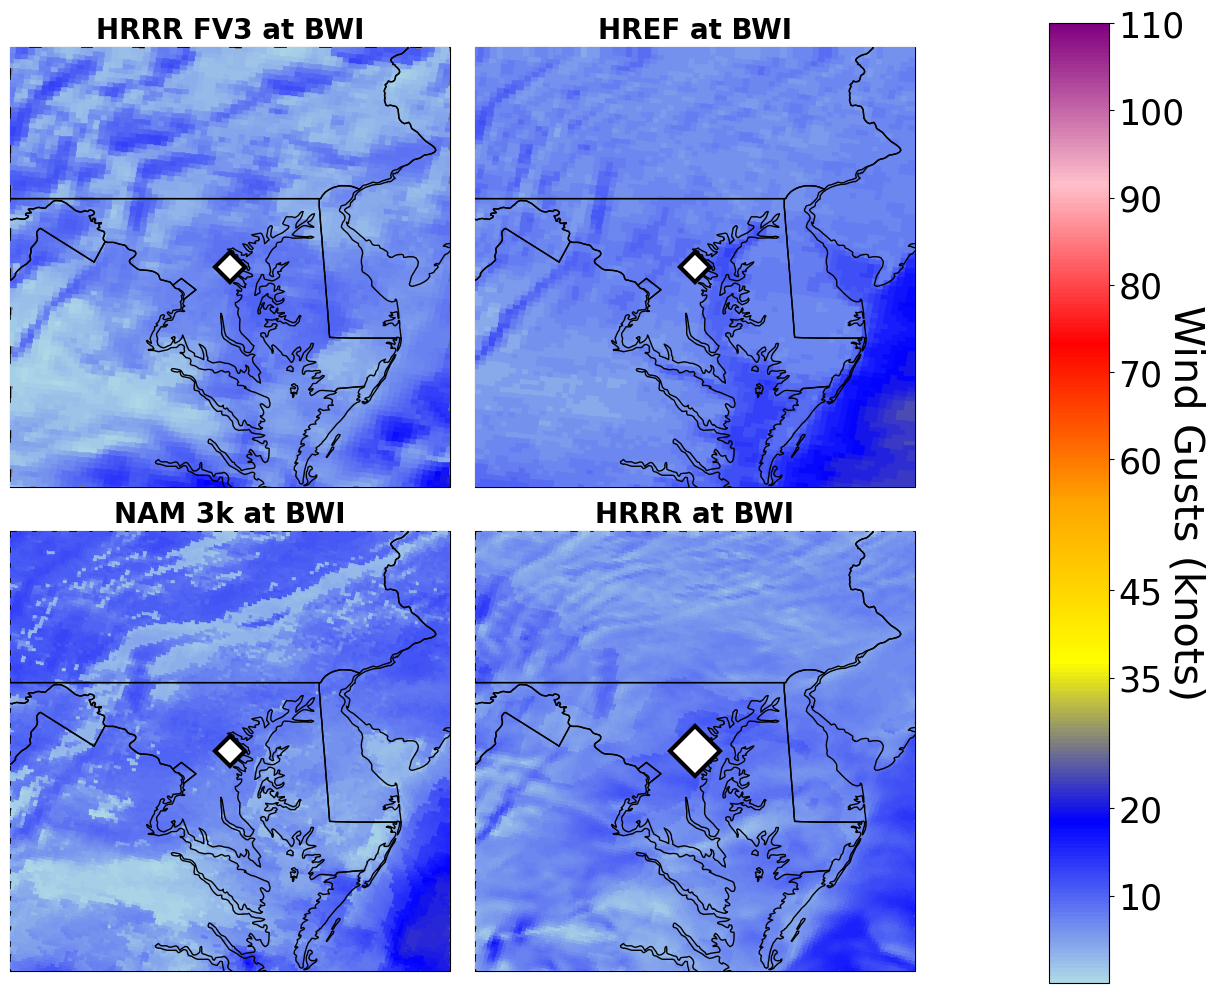 HRRR FV3 at BWI
HREF at BWI
NAM 3k at BWI
HRRR at BWI
110
100
90
80
70
60
45
35
20
10
Wind Gusts (knots)